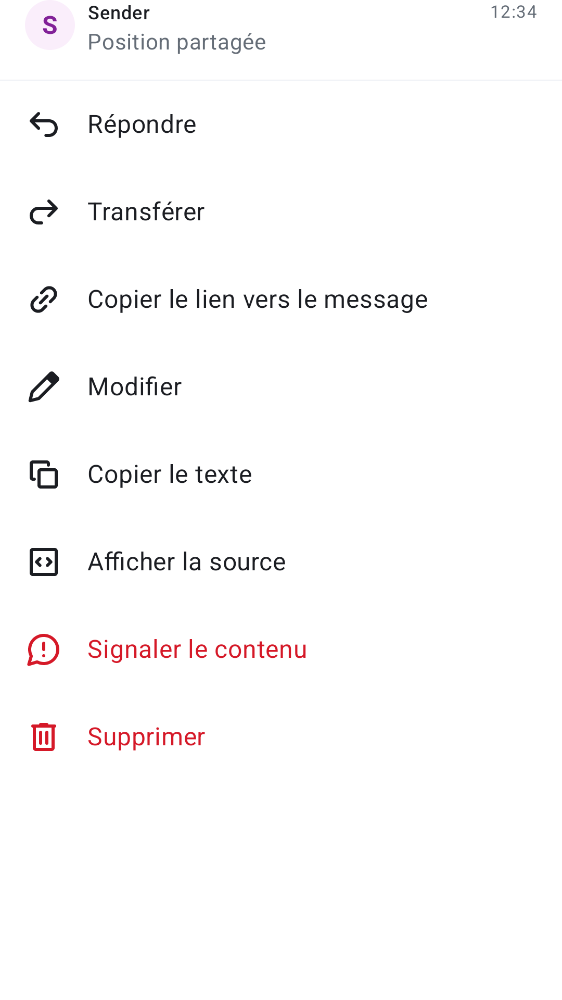 S
Sender
12:34
Position partagée
Répondre
Transférer
Copier le lien vers le message
Modifier
Copier le texte
Afficher la source
Signaler le contenu
Supprimer